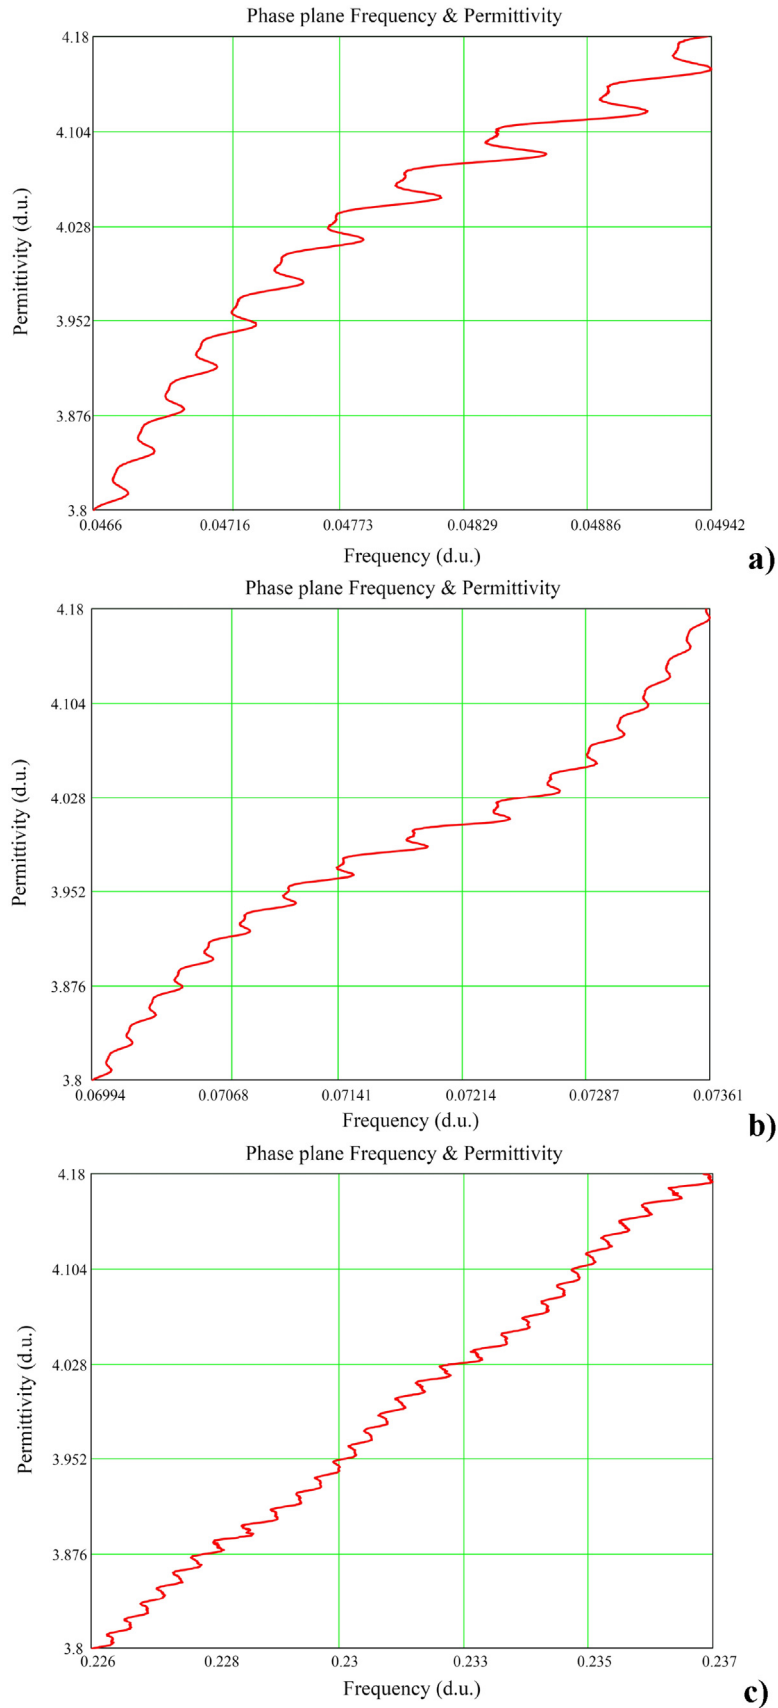 Phase plane Frequency & Permittivity
4.18
4.104
4.028
3.952
3.876
3.8
Permittivity (d.u.)
0.0466 0.04716 0.04773 0.04829 0.04886 0.04942
Frequency (d.u.)
a)
Phase plane Frequency & Permittivity
4.18
4.104
4.028
3.952
3.876
3.8
Permittivity (d.u.)
0.06994 0.07068 0.07141 0.07214 0.07287 0.07361
Frequency (d.u.)
b)
Phase plane Frequency & Permittivity
4.18
4.104
4.028
3.952
3.876
3.8
Permittivity (d.u.)
0.226 0.228 0.23 0.233 0.235 0.237
Frequency (d.u.)
c)